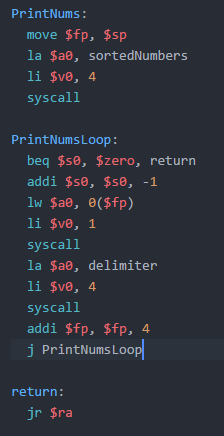 PrintNums:
move $fp, $sp
la $a0, sortedNumbers
li $v0, 4
syscall
PrintNumsLoop:
beq $s0, $zero, return
addi $s0, $s0, -1
lw $a0, 0($fp)
li $v0, 1
syscall
la $a0, delimiter
li $v0, 4
syscall
addi $fp, $fp, 4
j PrintNumsLoop
return:
jr $ra